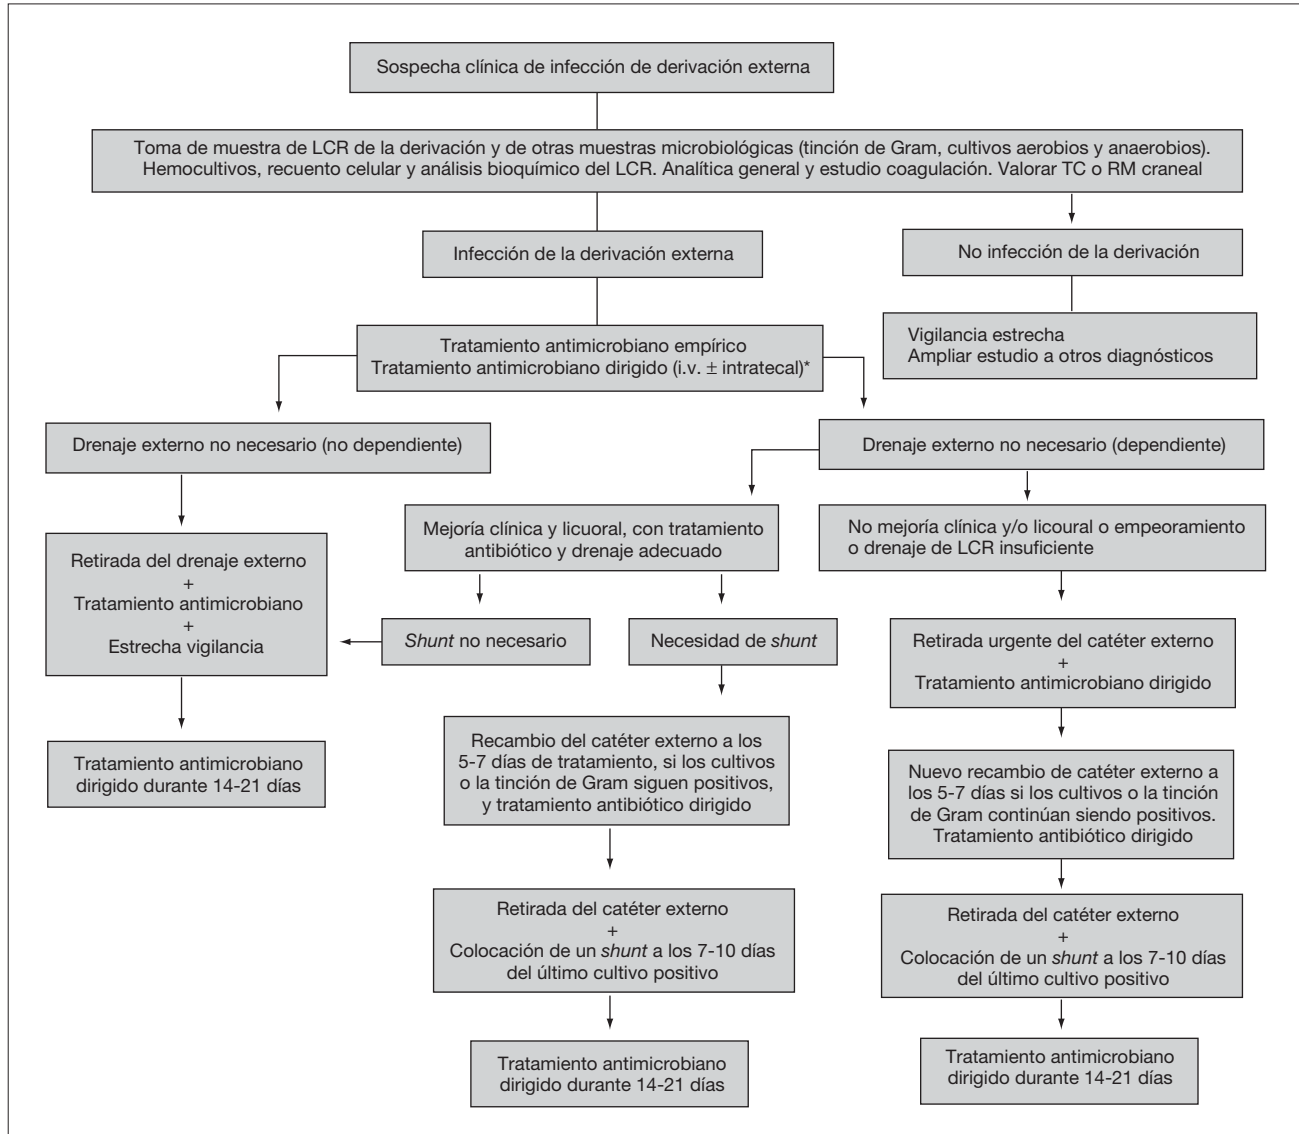 Sospecha clínica de infección de derivación externa
Toma de muestra de LCR de la derivación y de otras muestras microbiológicas (tinción de Gram, cultivos aerobios y anaerobios).
Hemocultivos, recuento celular y análisis bioquímico del LCR. Analítica general y estudio coagulación. Valorar TC o RM craneal
Infección de la derivación externa
No infección de la derivación
Vigilancia estrecha
Ampliar estudio a otros diagnósticos
Tratamiento antimicrobiano empírico
Tratamiento antimicrobiano dirigido (i.v. ± intratecal)*
Drenaje externo no necesario (no dependiente)
Drenaje externo no necesario (dependiente)
Retirada del drenaje externo
+
Tratamiento antimicrobiano
+
Estrecha vigilancia
Mejoría clínica y licuoral, con tratamiento
antibiótico y drenaje adecuado
No mejoría clínica y/o licoural o empeoramiento
o drenaje de LCR insuficiente
Shunt no necesario
Necesidad de shunt
Retirada urgente del catéter externo
+
Tratamiento antimicrobiano dirigido
Tratamiento antimicrobiano
dirigido durante 14-21 días
Recambio del catéter externo a los
5-7 días de tratamiento, si los cultivos
o la tinción de Gram siguen positivos,
y tratamiento antibiótico dirigido
Nuevo recambio de catéter externo a
los 5-7 días si los cultivos o la tinción
de Gram continúan siendo positivos.
Tratamiento antibiótico dirigido
Retirada del catéter externo
+
Colocación de un shunt a los 7-10 días
del último cultivo positivo
Retirada del catéter externo
+
Colocación de un shunt a los 7-10 días
del último cultivo positivo
Tratamiento antimicrobiano
dirigido durante 14-21 días
Tratamiento antimicrobiano
dirigido durante 14-21 días